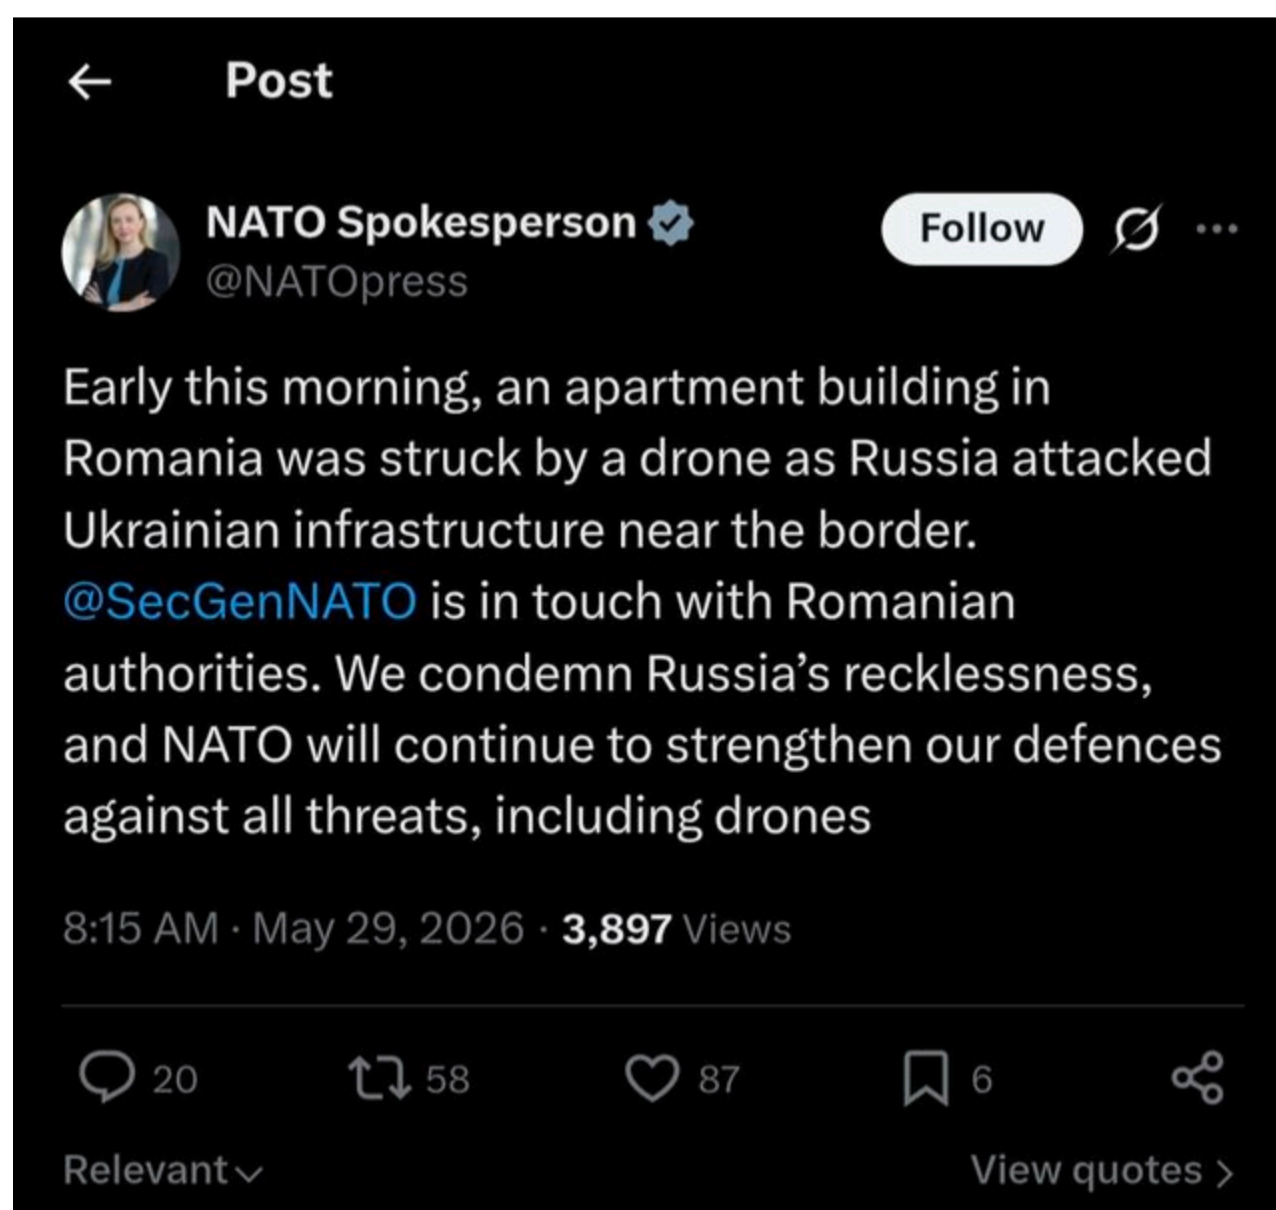 Post
NATO Spokesperson
Follow
@NATOpress
Early this morning, an apartment building in
Romania was struck by a drone as Russia attacked
Ukrainian infrastructure near the border.
@SecGenNATO is in touch with Romanian
authorities. We condemn Russia’s recklessness,
and NATO will continue to strengthen our defences
against all threats, including drones
8:15 AM · May 29, 2026 · 3,897 Views
20 58 87 6
Relevant View quotes